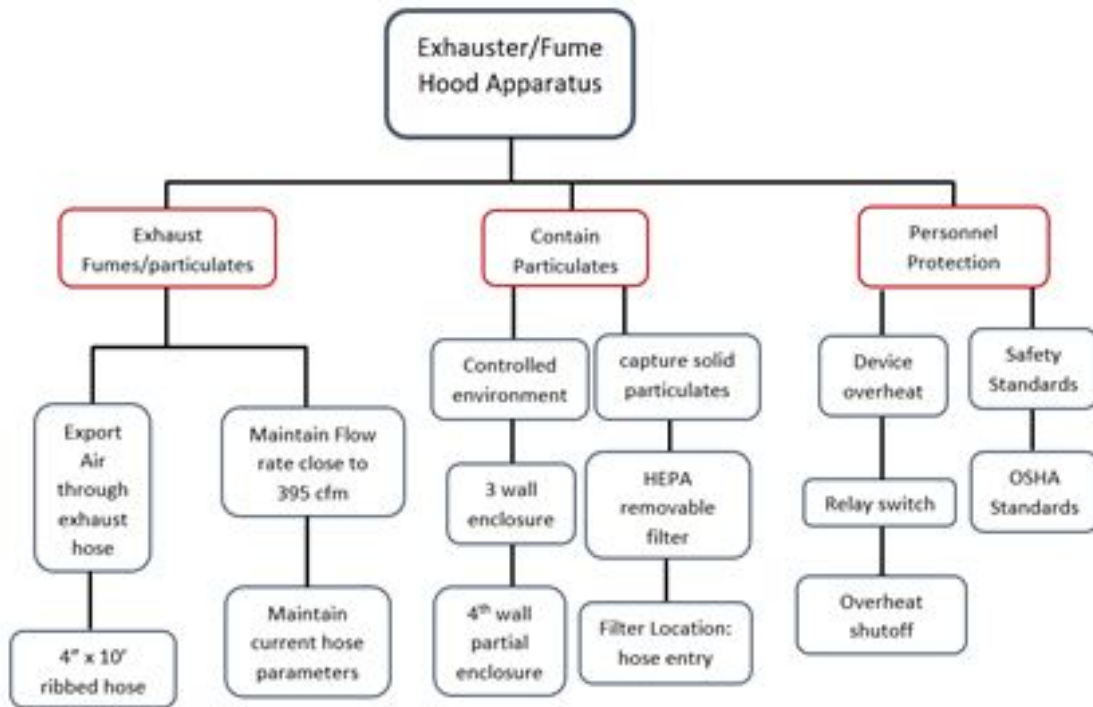 Exhauster/Fume
Hood Apparatus
Exhaust
Fumes/particulates
Contain
Particulates
Personnel
Protection
Export
Air
through
exhaust
hose
4" x 10'
ribbed hose
Maintain Flow
rate close to
395 cfm
Maintain
current hose
parameters
Controlled
environment
3 wall
enclosure
4th wall
partial
enclosure
capture solid
particulates
HEPA
removable
filter
Filter Location:
hose entry
Device
overheat
Relay switch
Overheat
shutoff
Safety
Standards
OSHA
Standards